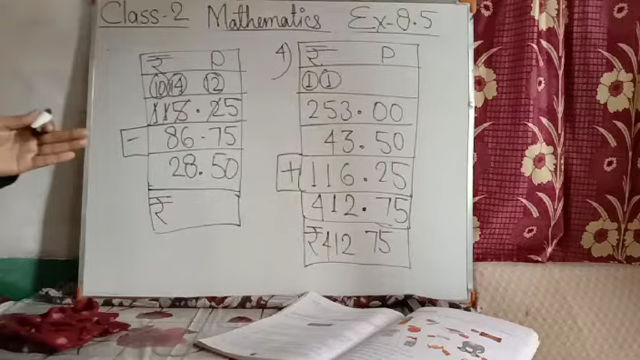 Class-2 Mathematics Ex-8.5
₹ P
10 14 12
115.25
- 86.75
28.50
₹
4)
₹ P
1 1
253.00
43.50
+ 116.25
412.75
₹412 75